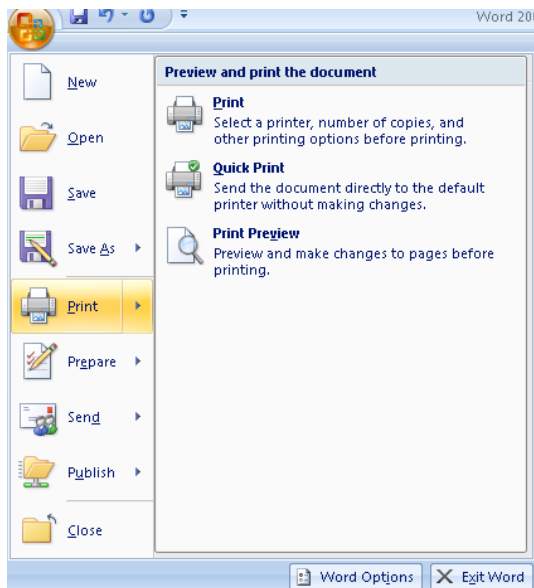 Word 20
New
Open
Save
Save As
Print
Prepare
Send
Publish
Close
Preview and print the document
Print
Select a printer, number of copies, and
other printing options before printing.
Quick Print
Send the document directly to the default
printer without making changes.
Print Preview
Preview and make changes to pages before
printing.
Word Options
Exit Word